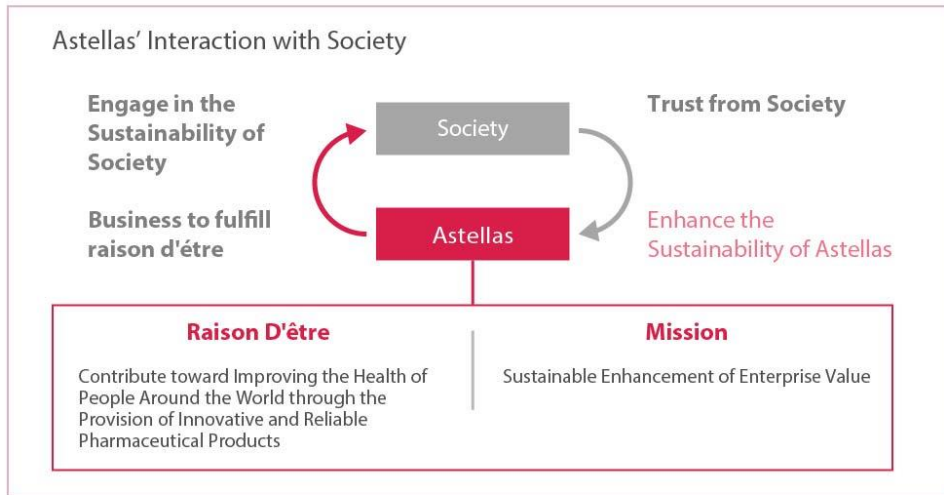 Astellas’ Interaction with Society
Engage in the
Sustainability of
Society
Society
Trust from Society
Business to fulfill
raison d'étre
Astellas
Enhance the
Sustainability of Astellas
Raison D'être
Contribute toward Improving the Health of
People Around the World through the
Provision of Innovative and Reliable
Pharmaceutical Products
Mission
Sustainable Enhancement of Enterprise Value